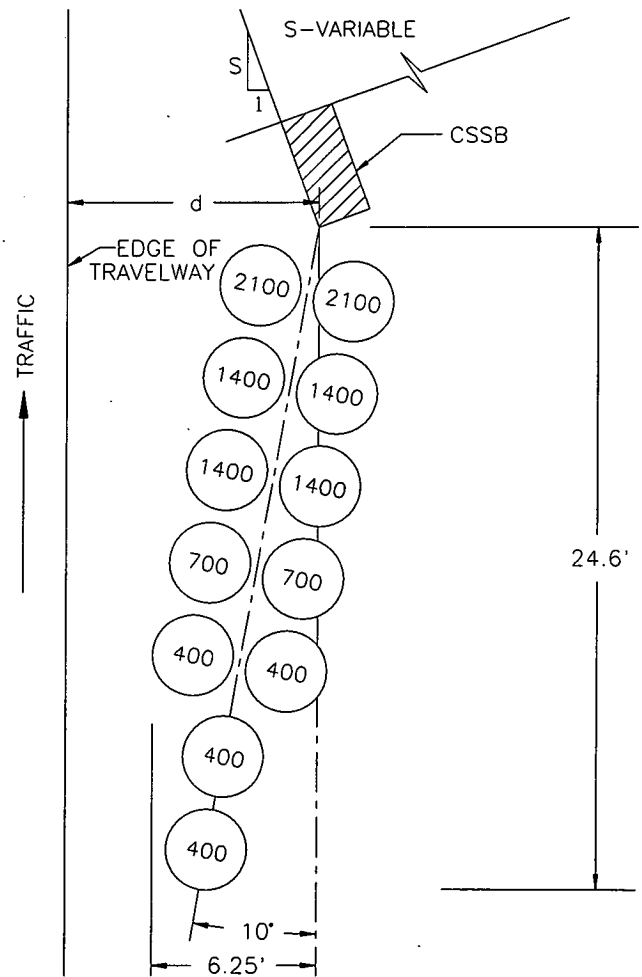 S-VARIABLE
S
1
CSSB
d
EDGE OF
TRAVELWAY
TRAFFIC
2100
2100
1400
1400
1400
1400
700
700
24.6'
400
400
400
400
10°
6.25'